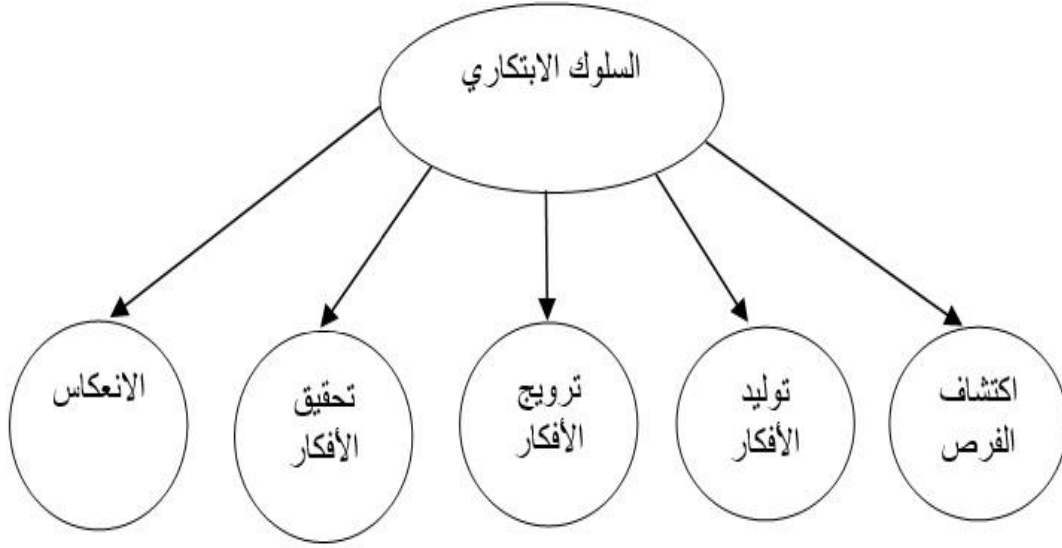 السلوك الابتكاري
اكتشاف
الفرص
توليد
الأفكار
ترويج
الأفكار
تحقيق
الأفكار
الانعكاس